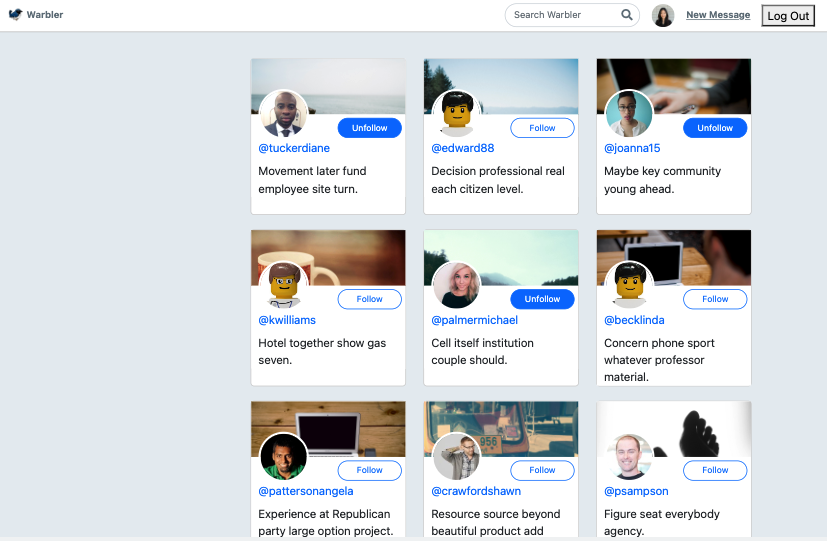 Warbler
Search Warbler
New Message
Log Out
Unfollow
@tuckerdiane
Movement later fund
employee site turn.
Follow
@edward88
Decision professional real
each citizen level.
Unfollow
@joanna15
Maybe key community
young ahead.
Follow
@kwilliams
Hotel together show gas
seven.
Unfollow
@palmermichael
Cell itself institution
couple should.
Follow
@becklinda
Concern phone sport
whatever professor
material.
Follow
@pattersonangela
Experience at Republican
party large option project.
956
Follow
@crawfordshawn
Resource source beyond
beautiful product add
Follow
@psampson
Figure seat everybody
agency.